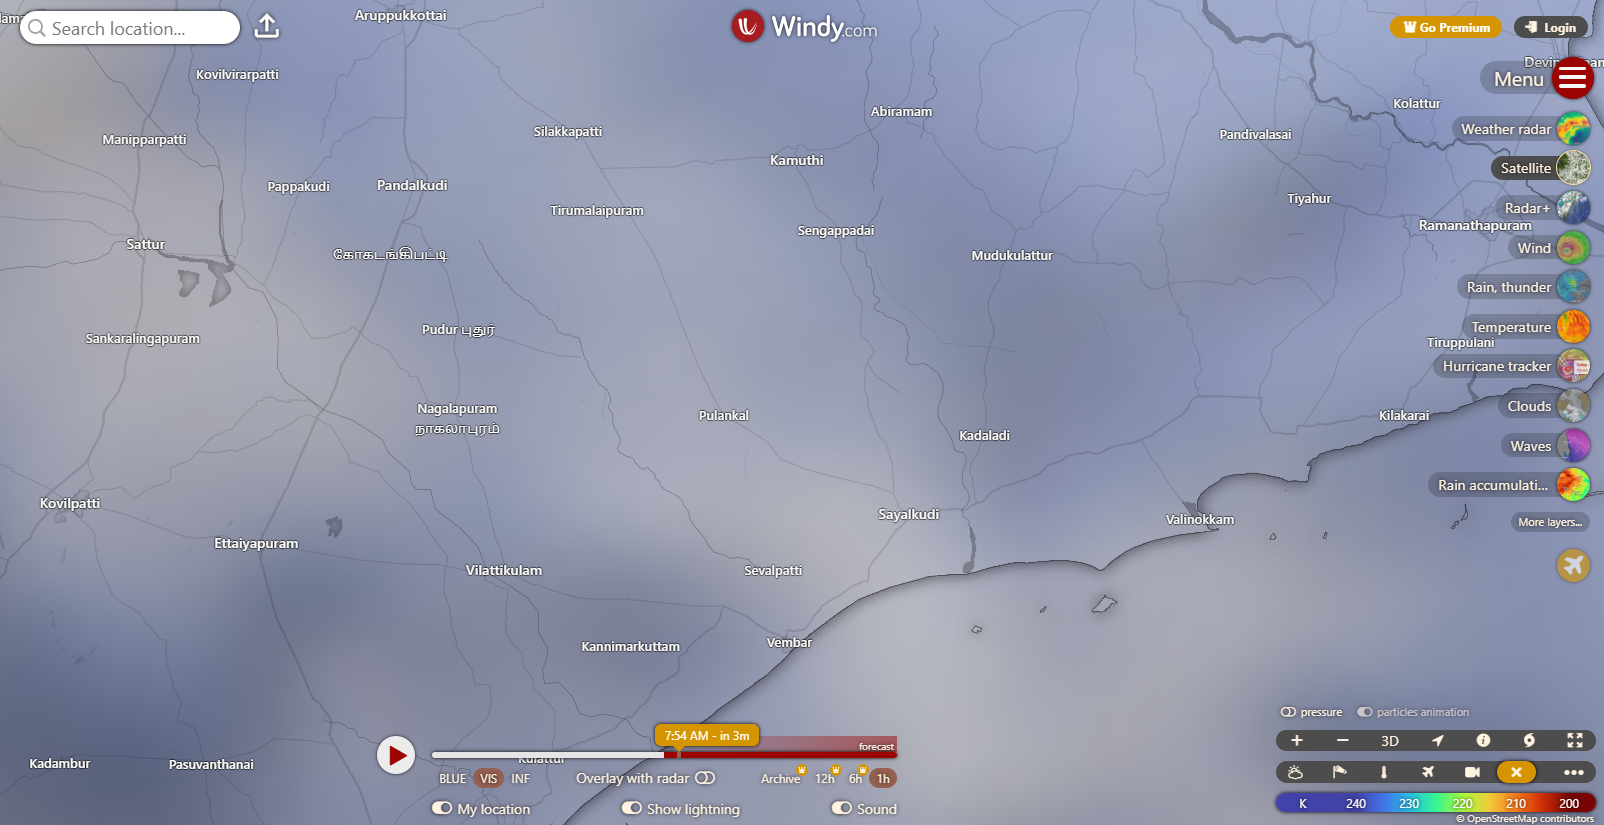 Search location...
Aruppukkottai
Windy.com
Go Premium
Login
Menu
Kovilvirarpatti
Kolattur
Abiramam
Weather radar
Silakkapatti
Pandivalasai
Manipparpatti
Kamuthi
Satellite
Pappakudi
Pandalkudi
Tiyahur
Radar+
Tirumalaipuram
Ramanathapuram
Sengappadai
Sattur
கோகடங்கிபட்டி
Mudukulattur
Wind
Rain, thunder
Pudur புதுர்
Temperature
Sankaralingapuram
Tiruppulani
Hurricane tracker
Nagalapuram
நாகலாபுரம்
Pulankal
Kilakarai
Clouds
Kadaladi
Waves
Rain accumulati...
Kovilpatti
Sayalkudi
Valinokkam
More layers...
Ettaiyapuram
Vilattikulam
Sevalpatti
Kannimarkuttam
Vembar
pressure
particles animation
7:54 AM - in 3m
forecast
3D
Kulattur
Kadambur
Pasuvanthanai
BLUE VIS INF
Overlay with radar
Archive 12h 6h 1h
My location
Show lightning
Sound
K 240 230 220 210 200
© OpenStreetMap contributors